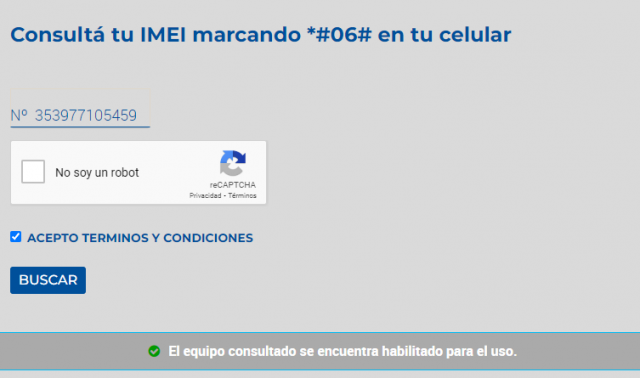 Consultá tu IMEI marcando *#06# en tu celular
Nº 353977105459
No soy un robot
reCAPTCHA
Privacidad - Términos
ACEPTO TERMINOS Y CONDICIONES
BUSCAR
El equipo consultado se encuentra habilitado para el uso.